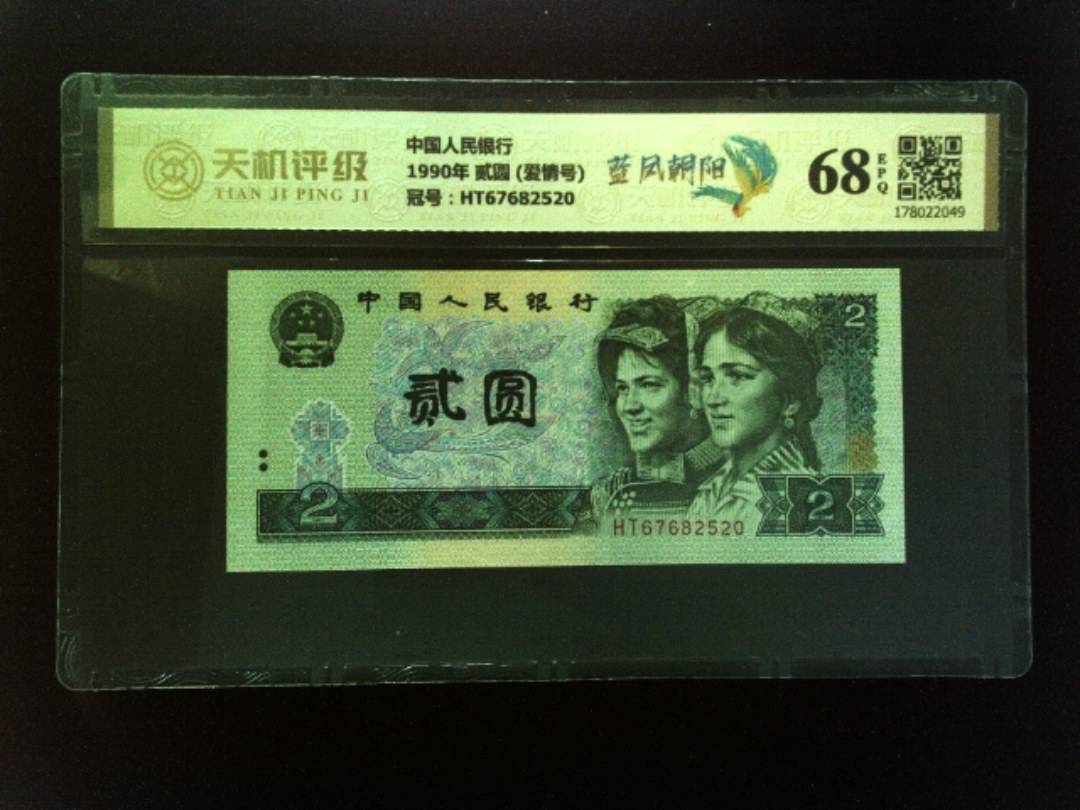 天机评级
TIAN JI PING JI
中国人民银行
1990年 贰圆 (爱情号)
冠号：HT67682520
蓝凤朝阳
68
EPQ
178022049
中国人民银行
2
贰圆
2
2
HT67682520